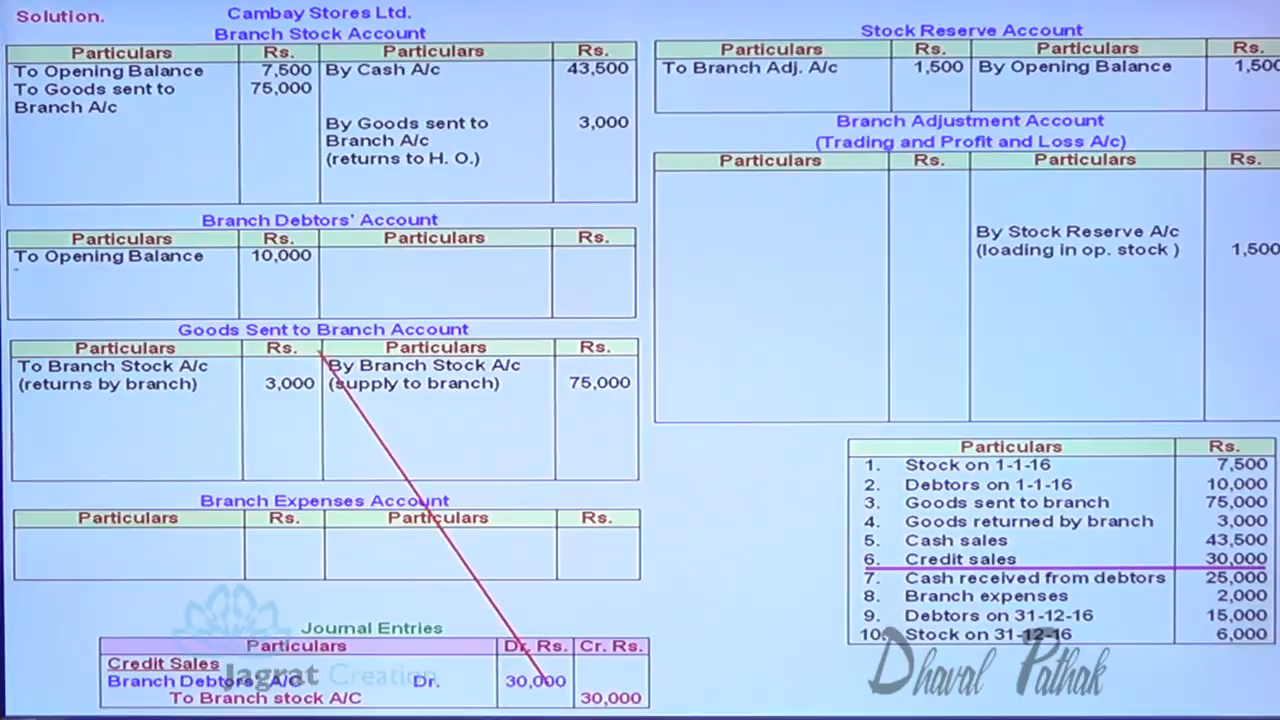 Solution.
Cambay Stores Ltd.
Branch Stock Account
Particulars Rs. Particulars Rs.
To Opening Balance 7,500 By Cash A/c 43,500
To Goods sent to 75,000
Branch A/c
By Goods sent to 3,000
Branch A/c
(returns to H. O.)
Branch Debtors' Account
Particulars Rs. Particulars Rs.
To Opening Balance 10,000
Goods Sent to Branch Account
Particulars Rs. Particulars Rs.
To Branch Stock A/c By Branch Stock A/c
(returns by branch) 3,000 (supply to branch) 75,000
Branch Expenses Account
Particulars Rs. Particulars Rs.
Journal Entries
Particulars Dr. Rs. Cr. Rs.
Credit Sales
Branch Debtors A/C Dr. 30,000
To Branch stock A/C 30,000
Jagrat Creation
Stock Reserve Account
Particulars Rs. Particulars Rs.
To Branch Adj. A/c 1,500 By Opening Balance 1,500
Branch Adjustment Account
(Trading and Profit and Loss A/c)
Particulars Rs. Particulars Rs.
By Stock Reserve A/c
(loading in op. stock ) 1,500
Particulars Rs.
1. Stock on 1-1-16 7,500
2. Debtors on 1-1-16 10,000
3. Goods sent to branch 75,000
4. Goods returned by branch 3,000
5. Cash sales 43,500
6. Credit sales 30,000
7. Cash received from debtors 25,000
8. Branch expenses 2,000
9. Debtors on 31-12-16 15,000
10. Stock on 31-12-16 6,000
Dhaval Pathak